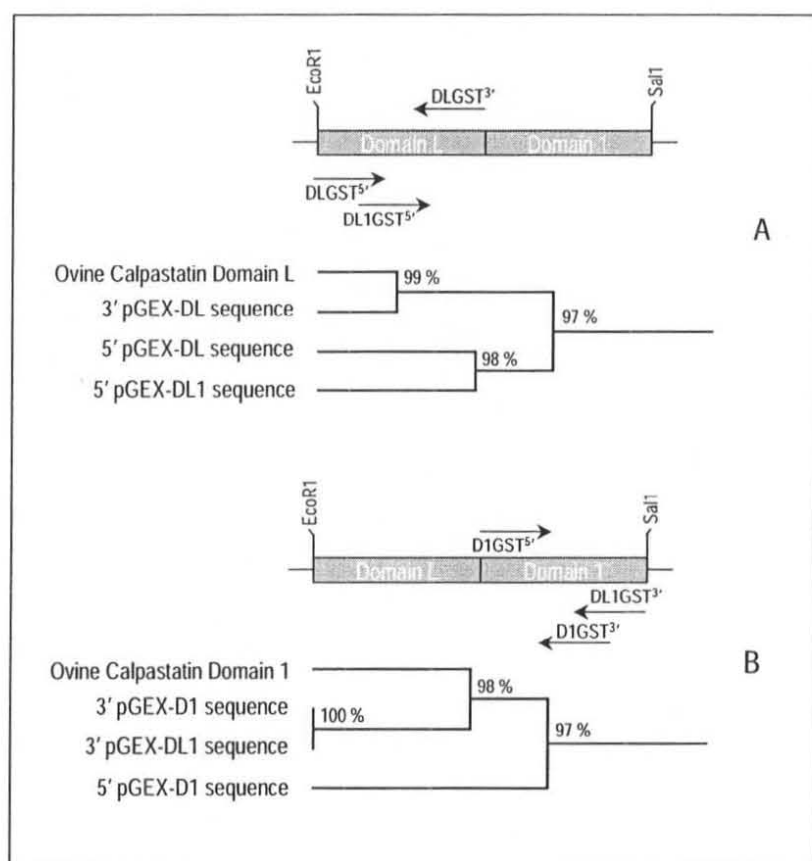 EcoR1
Sal1
DLGST3'
Domain L Domain 1
DLGST5'
DL1GST5'
A
Ovine Calpastatin Domain L
99 %
3' pGEX-DL sequence
97 %
5' pGEX-DL sequence
98 %
5' pGEX-DL1 sequence
EcoR1
Sal1
D1GST5'
Domain L Domain 1
DL1GST3'
D1GST3'
B
Ovine Calpastatin Domain 1
98 %
3' pGEX-D1 sequence
100 %
97 %
3' pGEX-DL1 sequence
5' pGEX-D1 sequence